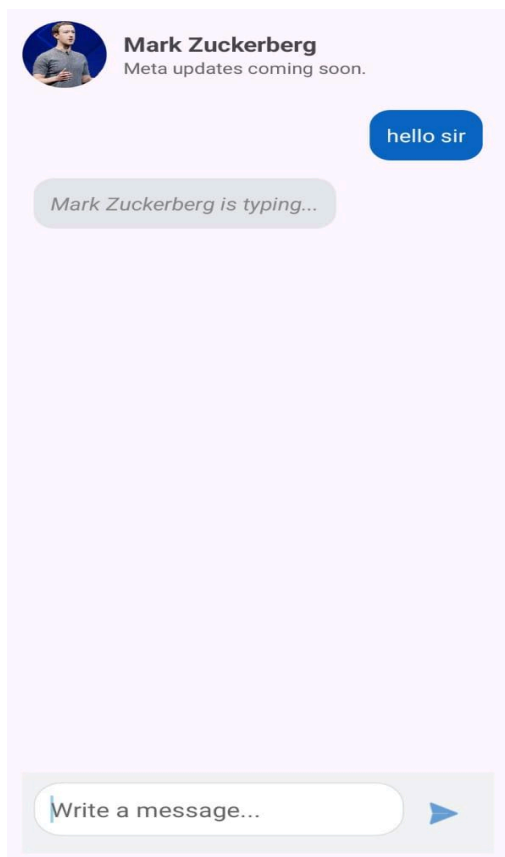 Mark Zuckerberg
Meta updates coming soon.
hello sir
Mark Zuckerberg is typing...
Write a message...